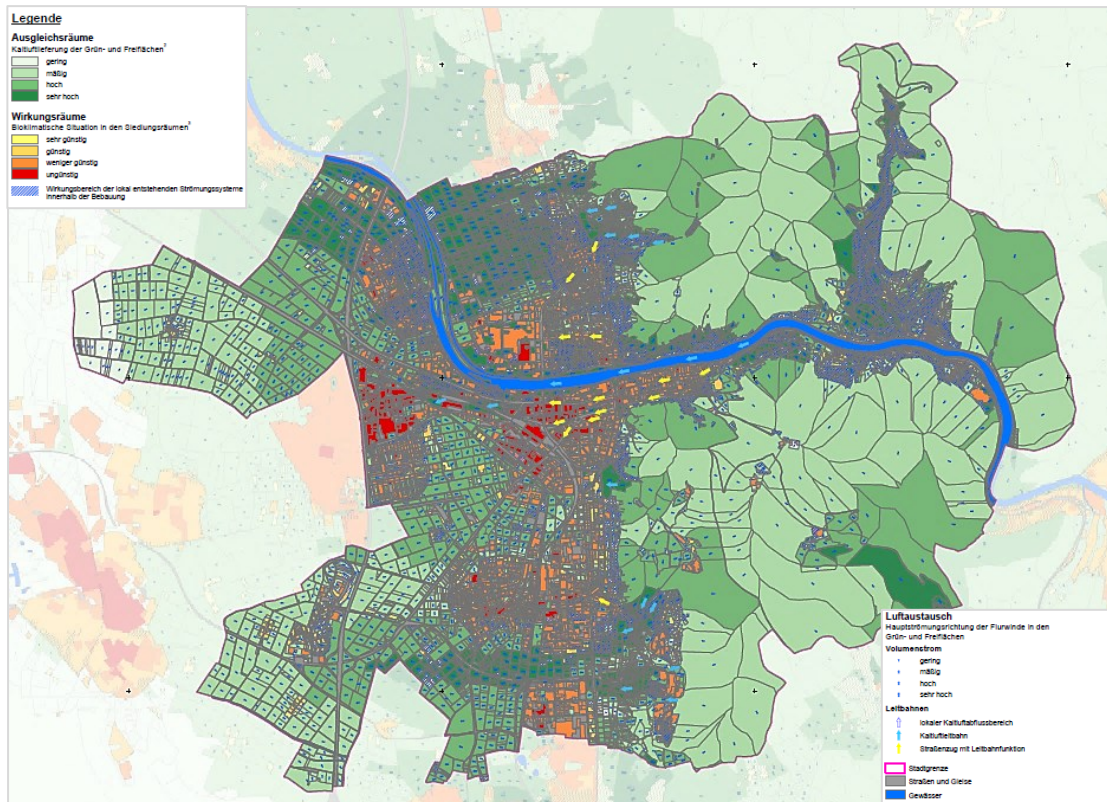 Legende
Ausgleichsräume
Kaltluftlieferung der Grün- und Freiflächen²
gering
mäßig
hoch
sehr hoch
Wirkungsräume
Bioklimatische Situation in den Siedlungsräumen³
sehr günstig
günstig
weniger günstig
ungünstig
Wirkungsbereich der lokal entstehenden Strömungssysteme
innerhalb der Bebauung
Luftaustausch
Hauptströmungsrichtung der Flurwinde in den
Grün- und Freiflächen
Volumenstrom
gering
mäßig
hoch
sehr hoch
Leitbahnen
lokaler Kaltluftabflussbereich
Kaltluftleitbahn
Straßenzug mit Leitbahnfunktion
Stadtgrenze
Straßen und Gleise
Gewässer